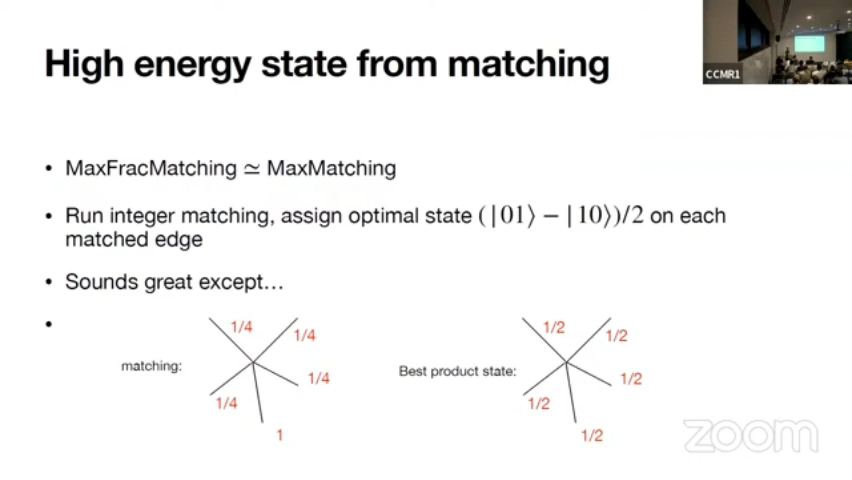 High energy state from matching
CCMR1
• MaxFracMatching ≃ MaxMatching
• Run integer matching, assign optimal state (|01⟩ − |10⟩)/2 on each
matched edge
• Sounds great except…
•
matching:
1/4
1/4
1/4
1/4
1
Best product state:
1/2
1/2
1/2
1/2
1/2
zoom